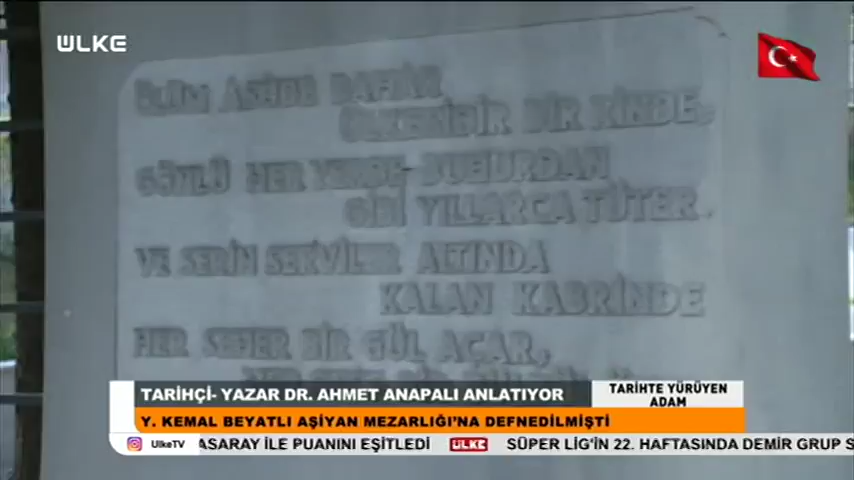 ÜLKE
ÖLÜM ASUDE BAHAR
ÜLKESİDİR BİR RİNDE,
GÖNLÜ HER YERDE BUHURDAN
GİBİ YILLARCA TÜTER.
VE SERİN SERVİLER ALTINDA
KALAN KABRİNDE
HER SEHER BİR GÜL AÇAR,
TARİHÇİ- YAZAR DR. AHMET ANAPALI ANLATIYOR
TARİHTE YÜRÜYEN
ADAM
Y. KEMAL BEYATLI AŞİYAN MEZARLIĞI'NA DEFNEDİLMİŞTİ
UlkeTV ASARAY İLE PUANINI EŞİTLEDİ ÜLKE SÜPER LİG'İN 22. HAFTASINDA DEMİR GRUP S